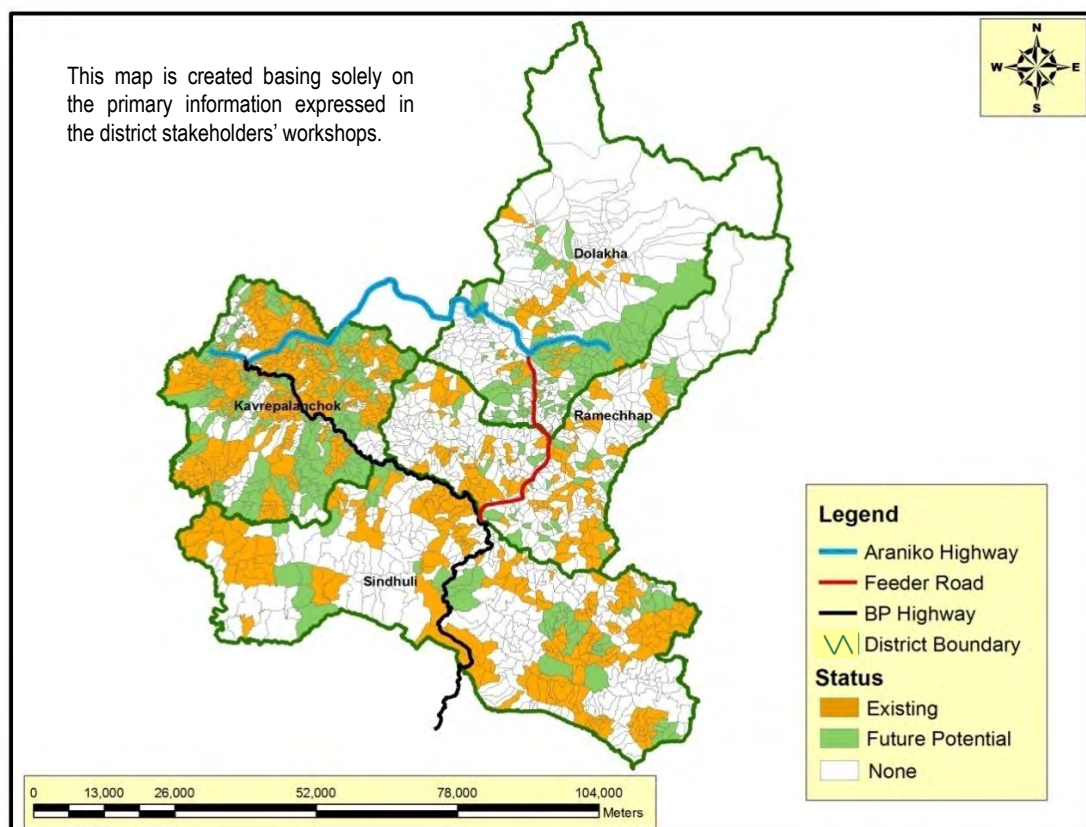 This map is created basing solely on
the primary information expressed in
the district stakeholders’ workshops.
N
W
E
S
Dolakha
Kavrepalanchok
Ramechhap
Sindhuli
Legend
Araniko Highway
Feeder Road
BP Highway
District Boundary
Status
Existing
Future Potential
None
0 13,000 26,000 52,000 78,000 104,000
Meters